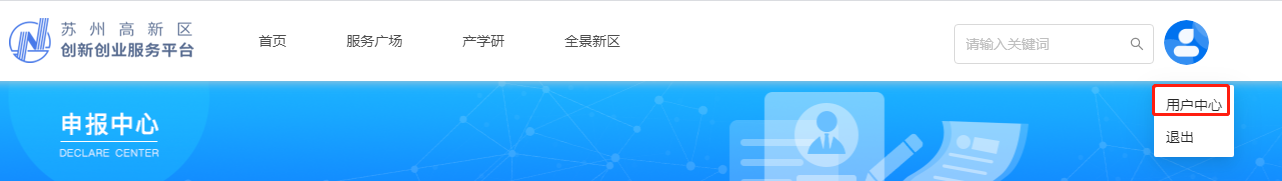 苏州高新区
创新创业服务平台
首页
服务广场
产学研
全景新区
请输入关键词
用户中心
退出
申报中心
DECLARE CENTER